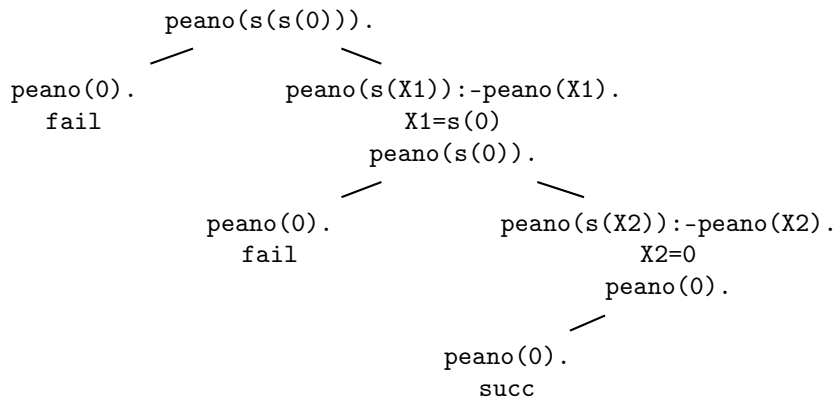 peano(s(s(0))).
peano(0). peano(s(X1)):-peano(X1).
fail X1=s(0)
peano(s(0)).
peano(0). peano(s(X2)):-peano(X2).
fail X2=0
peano(0).
peano(0).
succ